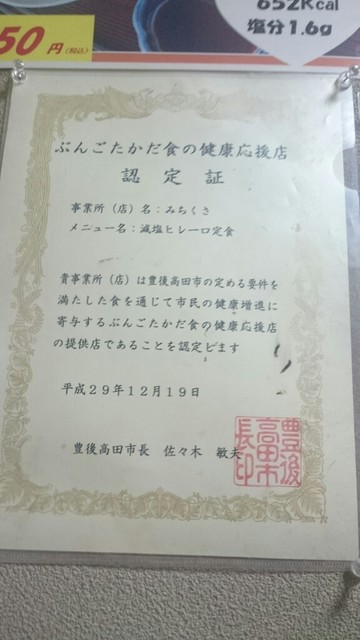 50円(税込)
652Kcal
塩分1.6g
ぶんごたかだ食の健康応援店
認定証
事業所（店）名：みちくさ
メニュー名：減塩ヒレーロ定食
貴事業所（店）は豊後高田市の定める要件を
満たした食を通じて市民の健康増進に
寄与するぶんごたかだ食の健康応援店
の提供店であることを認定します
平成29年12月19日
豊後高田市長　佐々木　敏夫
豊後
高田市
長印